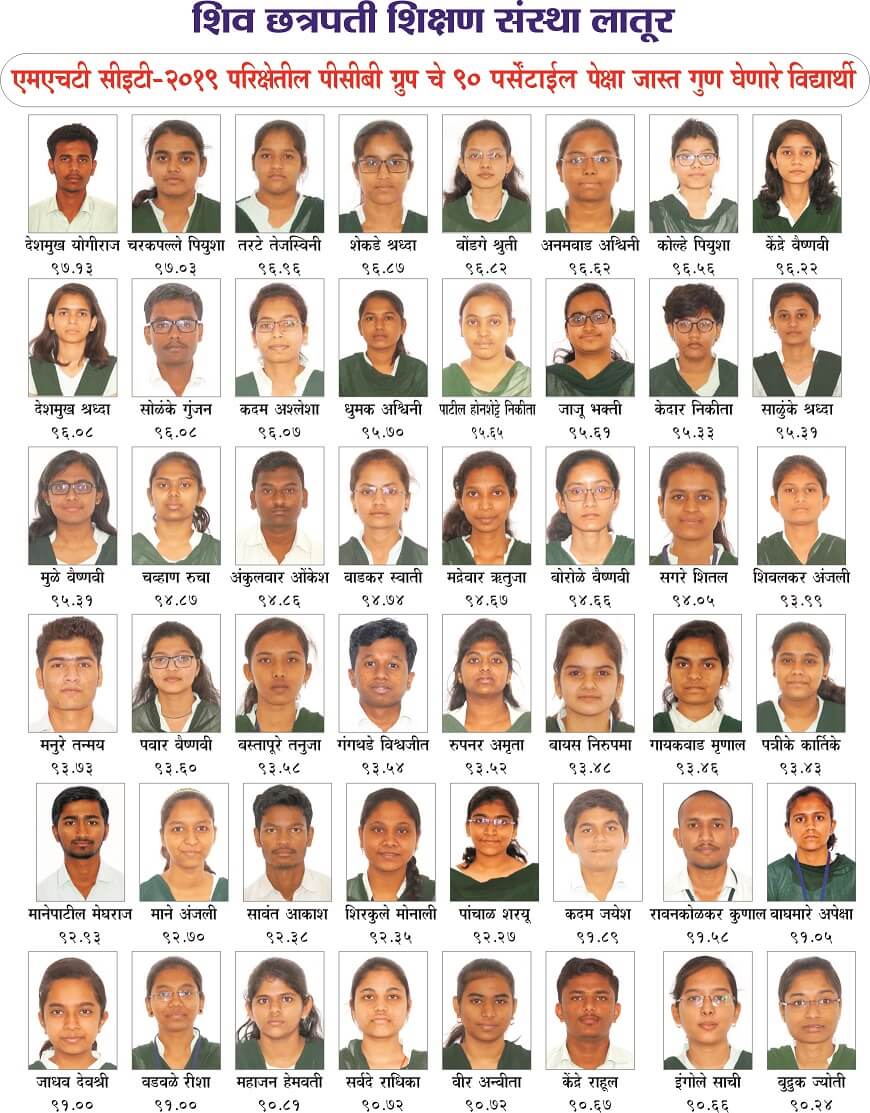 शिव छत्रपती शिक्षण संस्था लातूर
एमएचटी सीइटी-२०१९ परिक्षेतील पीसीबी ग्रुप चे ९० पर्सेंटाईल पेक्षा जास्त गुण घेणारे विद्यार्थी
देशमुख योगीराज चरकपल्ले पियुशा तरटे तेजस्विनी शेकडे श्रध्दा बोंडगे श्रुती अनमवाड अश्विनी कोल्हे पियुशा केंद्रे वैष्णवी
९७.१३ ९७.०३ ९६.९६ ९६.८७ ९६.८२ ९६.६२ ९६.५६ ९६.२२
देशमुख श्रध्दा सोळंके गुंजन कदम अश्लेशा धुमक अश्विनी पाटील होनशेट्टे निकीता जाजू भक्ती केदार निकीता साळुंके श्रध्दा
९६.०८ ९६.०८ ९६.०७ ९५.७० ९५.६५ ९५.६१ ९५.३३ ९५.३१
मुळे वैष्णवी चव्हाण रुचा अंकुलवार ओंकेश वाडकर स्वाती मद्रेवार ऋतुजा बोरोळे वैष्णवी सगरे शितल शिवलकर अंजली
९५.३१ ९४.८७ ९४.८६ ९४.७४ ९४.६७ ९४.६६ ९४.०५ ९३.९९
मनुरे तन्मय पवार वैष्णवी बस्तापूरे तनुजा गंगथडे विश्वजीत रुपनर अमृता बायस निरुपमा गायकवाड मृणाल पत्रीके कार्तिके
९३.७३ ९३.६० ९३.५८ ९३.५४ ९३.५२ ९३.४८ ९३.४६ ९३.४३
मानेपाटील मेघराज माने अंजली सावंत आकाश शिरकुले मोनाली पांचाळ शरयू कदम जयेश रावनकोळकर कुणाल वाघमारे अपेक्षा
९२.९३ ९२.७० ९२.३८ ९२.३५ ९२.२७ ९१.८९ ९१.५८ ९१.०५
जाधव देवश्री वडवळे रीशा महाजन हेमवती सर्वदे राधिका वीर अन्वीता केंद्रे राहूल इंगोले साची बुद्रुक ज्योती
९१.०० ९१.०० ९०.८१ ९०.७२ ९०.७२ ९०.६७ ९०.६६ ९०.२४